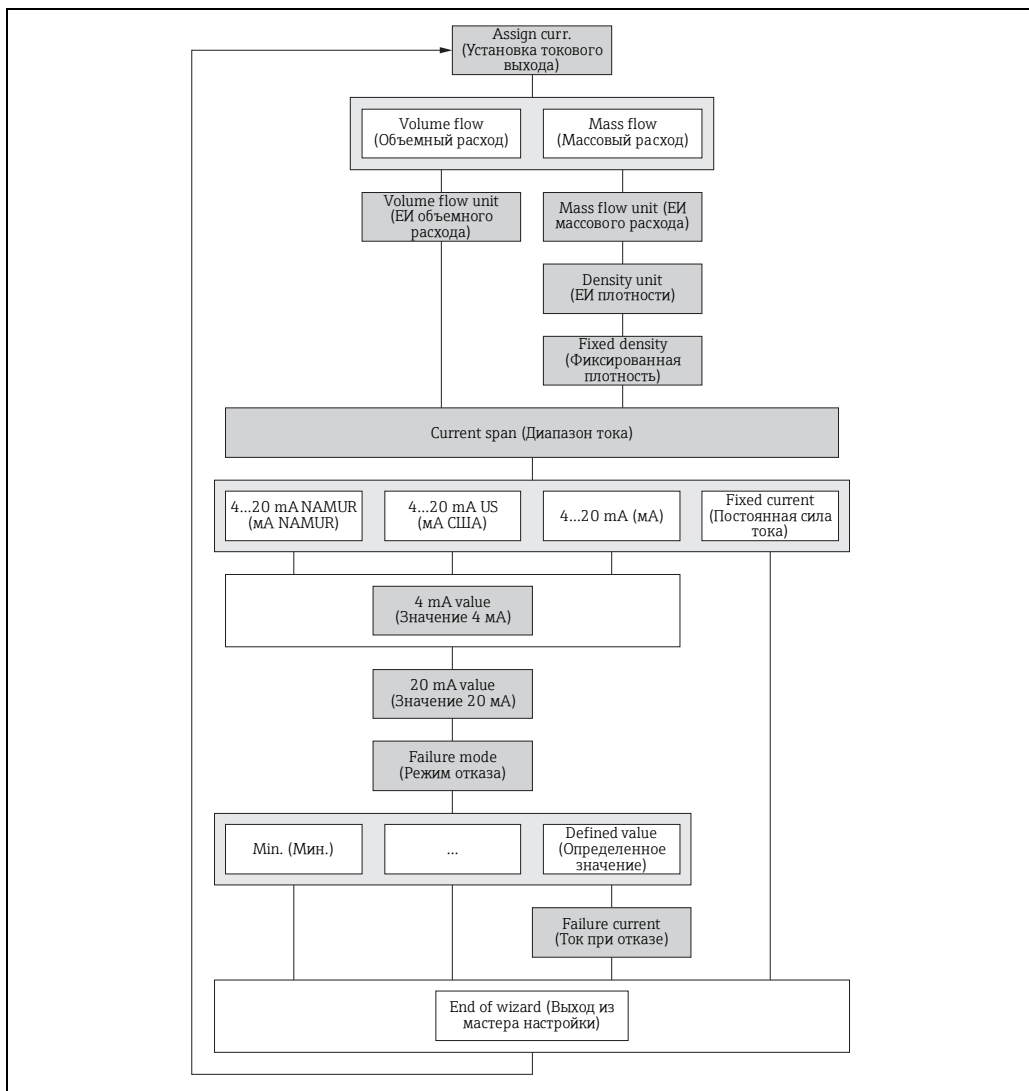 Assign curr.
(Установка токового
выхода)
Volume flow
(Объемный расход)
Mass flow
(Массовый расход)
Volume flow unit
(ЕИ объемного
расхода)
Mass flow unit (ЕИ
массового расхода)
Density unit
(ЕИ плотности)
Fixed density
(Фиксированная
плотность)
Current span (Диапазон тока)
4...20 mA NAMUR
(мА NAMUR)
4...20 mA US
(мА США)
4...20 mA (мА)
Fixed current
(Постоянная сила
тока)
4 mA value
(Значение 4 мА)
20 mA value
(Значение 20 мА)
Failure mode
(Режим отказа)
Min. (Мин.)
...
Defined value
(Определенное
значение)
Failure current
(Ток при отказе)
End of wizard (Выход из
мастера настройки)